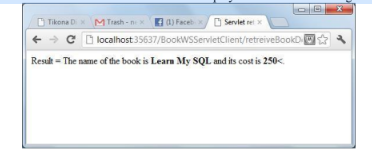 Tikona D
Trash - n
(1) Faceb
Servlet ret
localhost:35637/BookWSServletClient/retreiveBookD
Result = The name of the book is Learn My SQL and its cost is 250<.